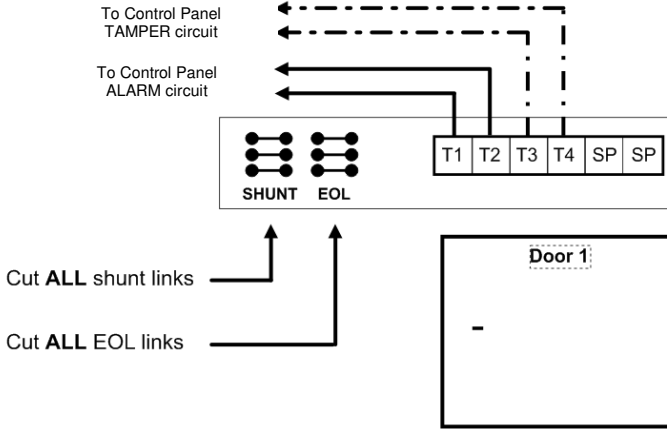 To Control Panel
TAMPER circuit
To Control Panel
ALARM circuit
T1 T2 T3 T4 SP SP
SHUNT EOL
Door 1
Cut ALL shunt links
Cut ALL EOL links